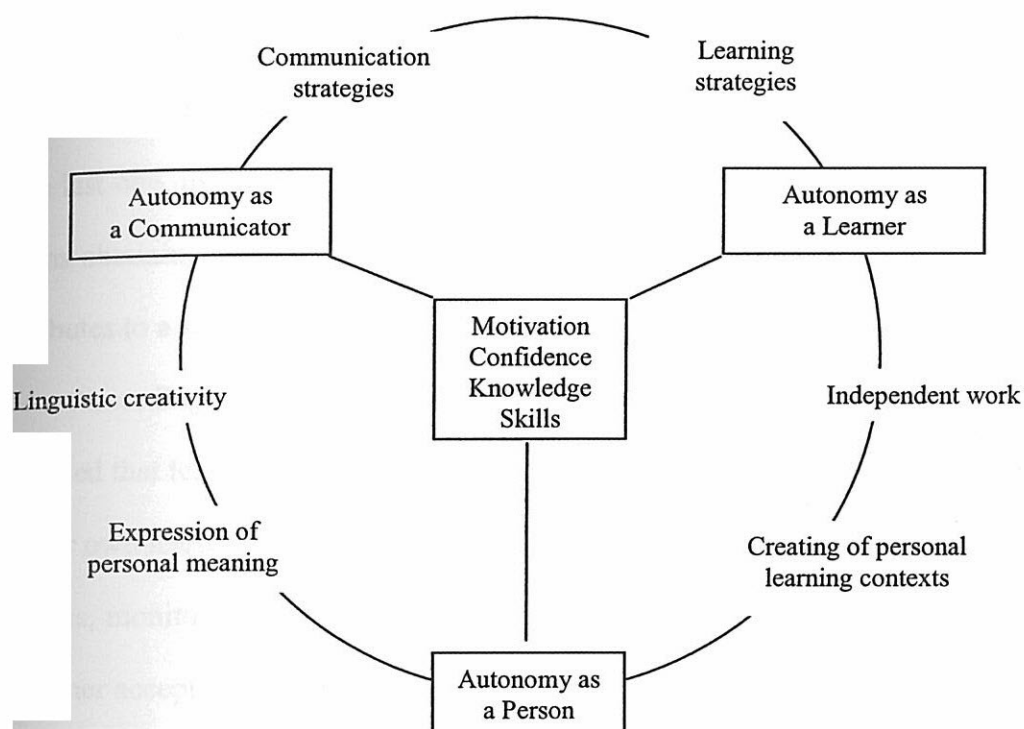 Communication
strategies
Learning
strategies
Autonomy as
a Communicator
Autonomy as
a Learner
Motivation
Confidence
Knowledge
Skills
Linguistic creativity
Independent work
Expression of
personal meaning
Creating of personal
learning contexts
Autonomy as
a Person